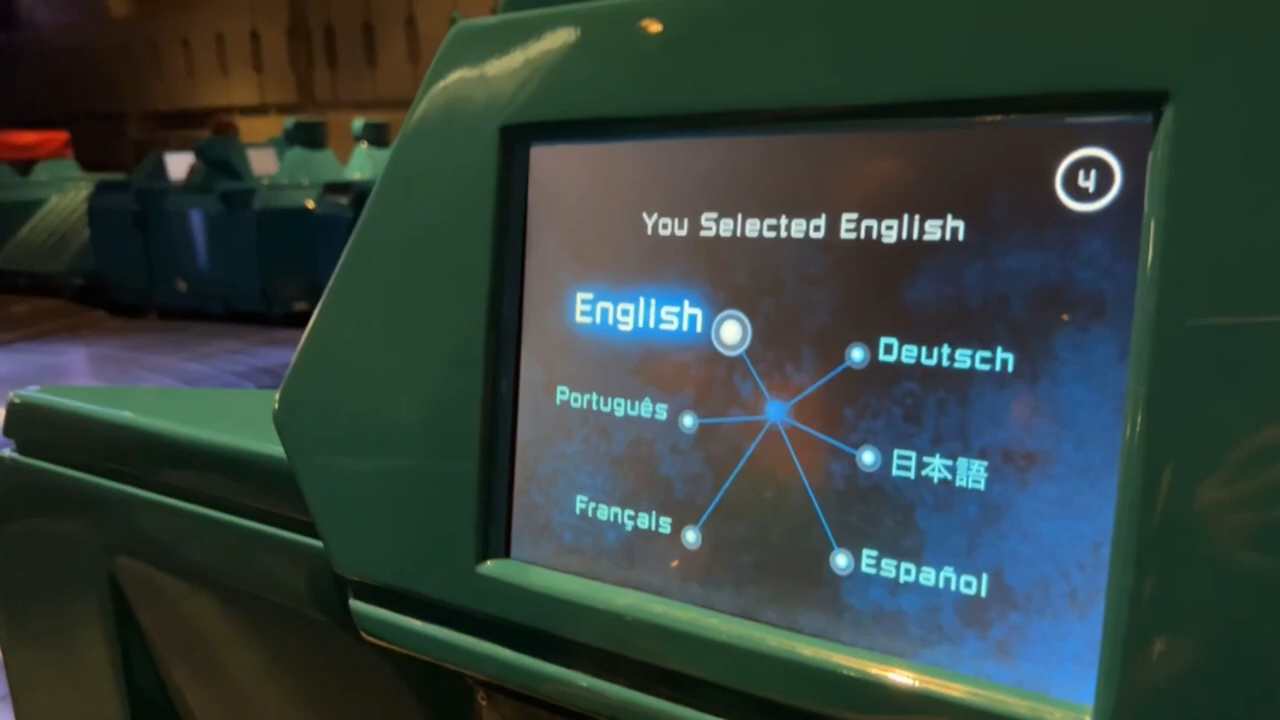 4
You Selected English
English
Deutsch
Português
日本語
Français
Español